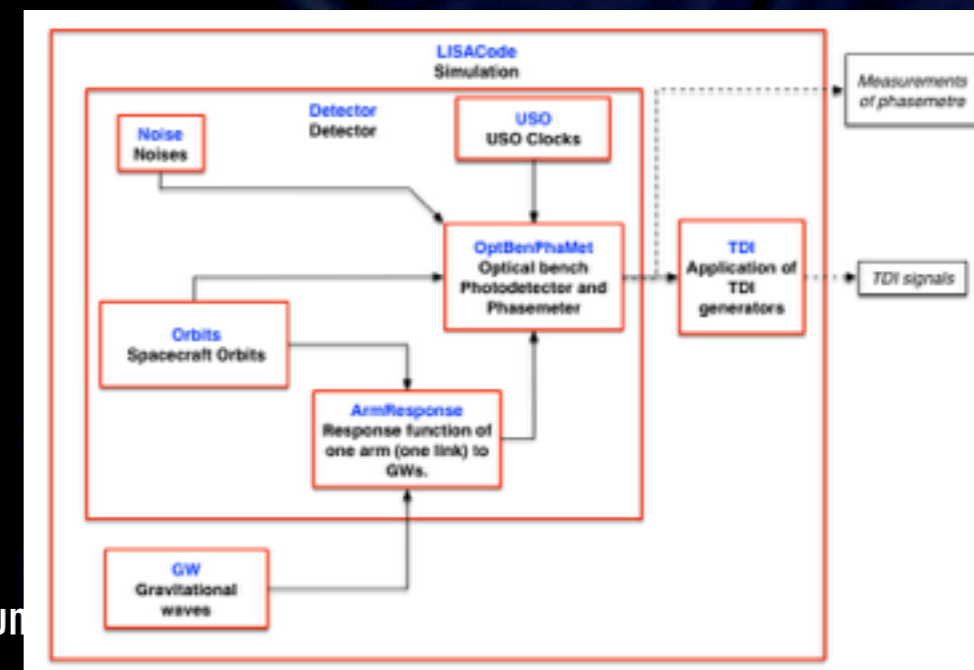 LISACode
Simulation
Detector
Detector
Noise
Noises
USO
USO Clocks
OptBenPhaMet
Optical bench
Photodetector and
Phasemeter
TDI
Application of
TDI
generators
Measurements
of phasemetre
TDI signals
Orbits
Spacecraft Orbits
ArmResponse
Response function of
one arm (one link) to
GWs.
GW
Gravitational
waves